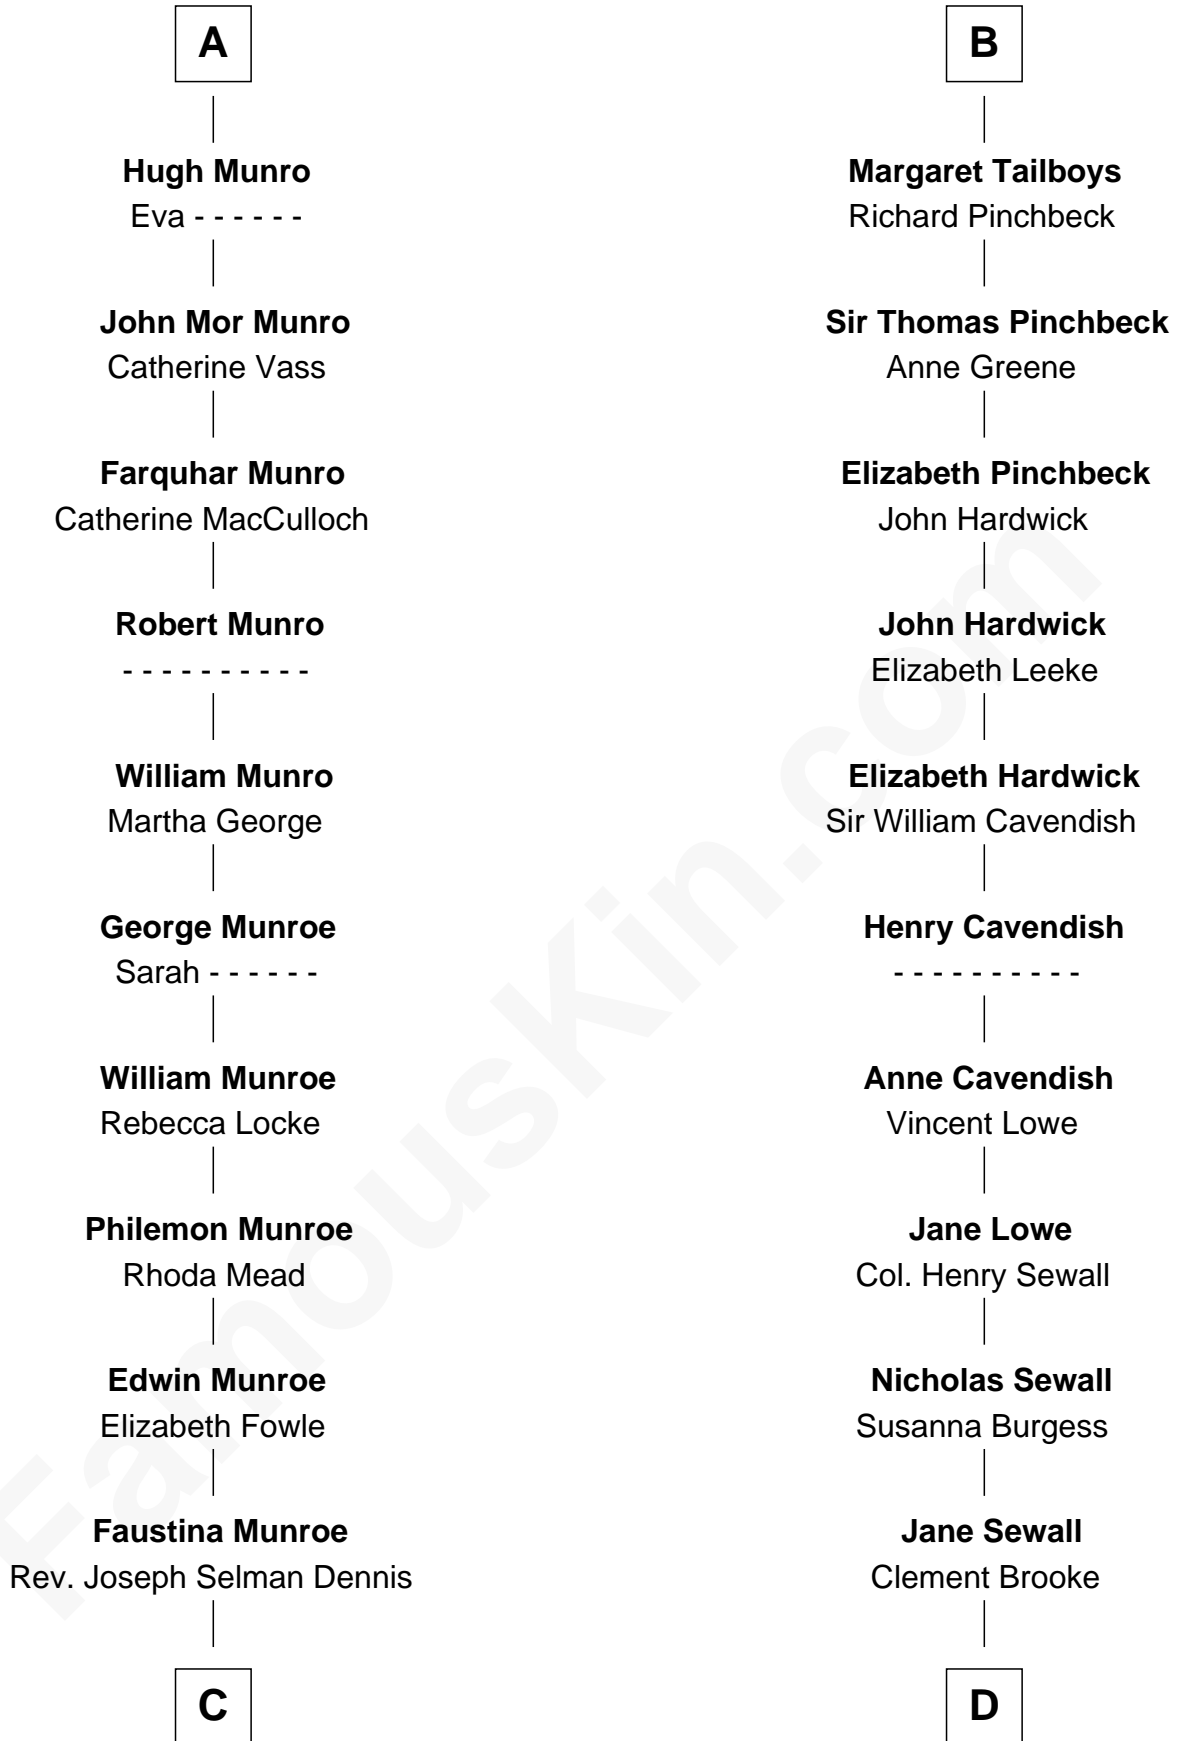 A
Hugh Munro
Eva - - - - - -
John Mor Munro
Catherine Vass
Farquhar Munro
Catherine MacCulloch
Robert Munro
- - - - - - - - - -
William Munro
Martha George
George Munroe
Sarah - - - - - -
William Munroe
Rebecca Locke
Philemon Munroe
Rhoda Mead
Edwin Munroe
Elizabeth Fowle
Faustina Munroe
Rev. Joseph Selman Dennis
C
B
Margaret Tailboys
Richard Pinchbeck
Sir Thomas Pinchbeck
Anne Greene
Elizabeth Pinchbeck
John Hardwick
John Hardwick
Elizabeth Leeke
Elizabeth Hardwick
Sir William Cavendish
Henry Cavendish
- - - - - - - - - -
Anne Cavendish
Vincent Lowe
Jane Lowe
Col. Henry Sewall
Nicholas Sewall
Susanna Burgess
Jane Sewall
Clement Brooke
D
FamousKin.com